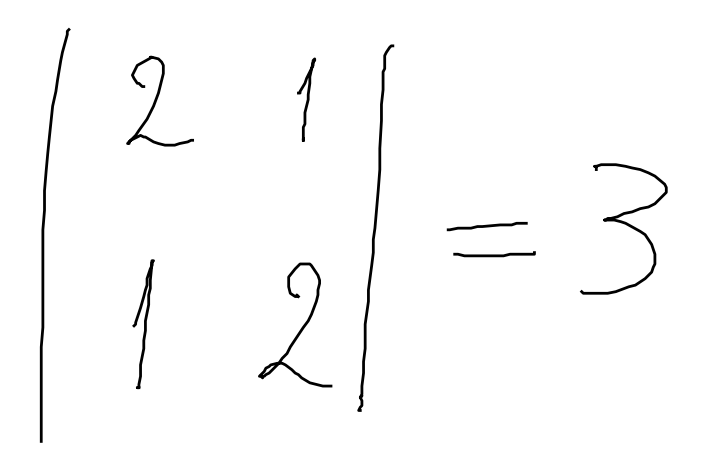 | 2 1 |
| 1 2 | = 3